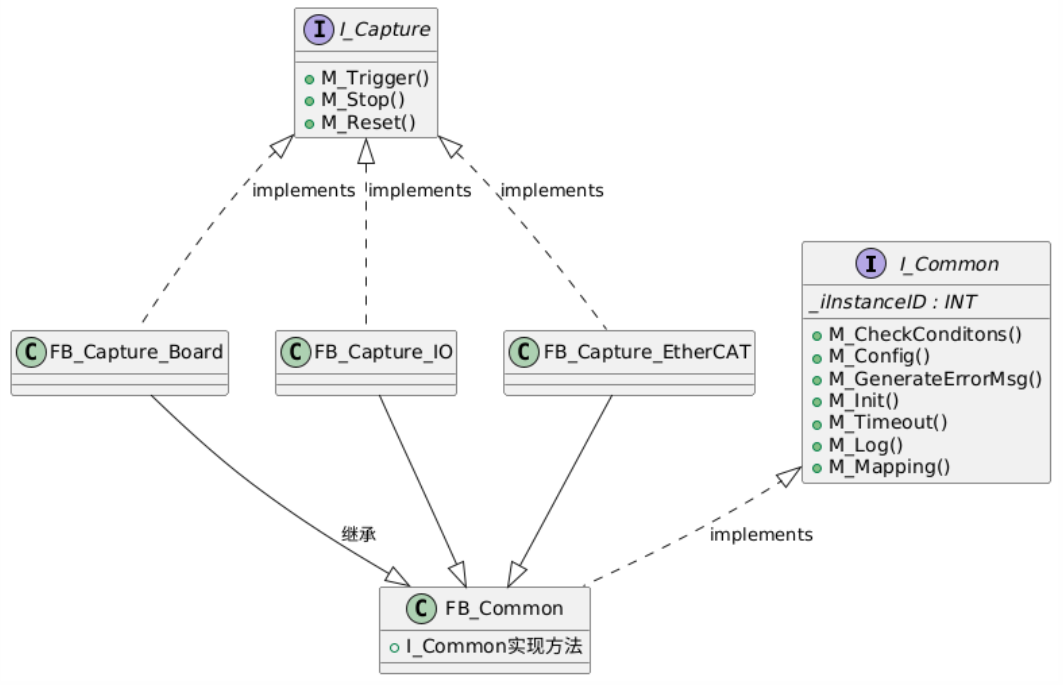 I I_Capture
M_Trigger()
M_Stop()
M_Reset()
implements
implements
implements
I I_Common
_iInstanceID : INT
M_CheckConditons()
M_Config()
M_GenerateErrorMsg()
M_Init()
M_Timeout()
M_Log()
M_Mapping()
C FB_Capture_Board
C FB_Capture_IO
C FB_Capture_EtherCAT
继承
implements
C FB_Common
I_Common实现方法